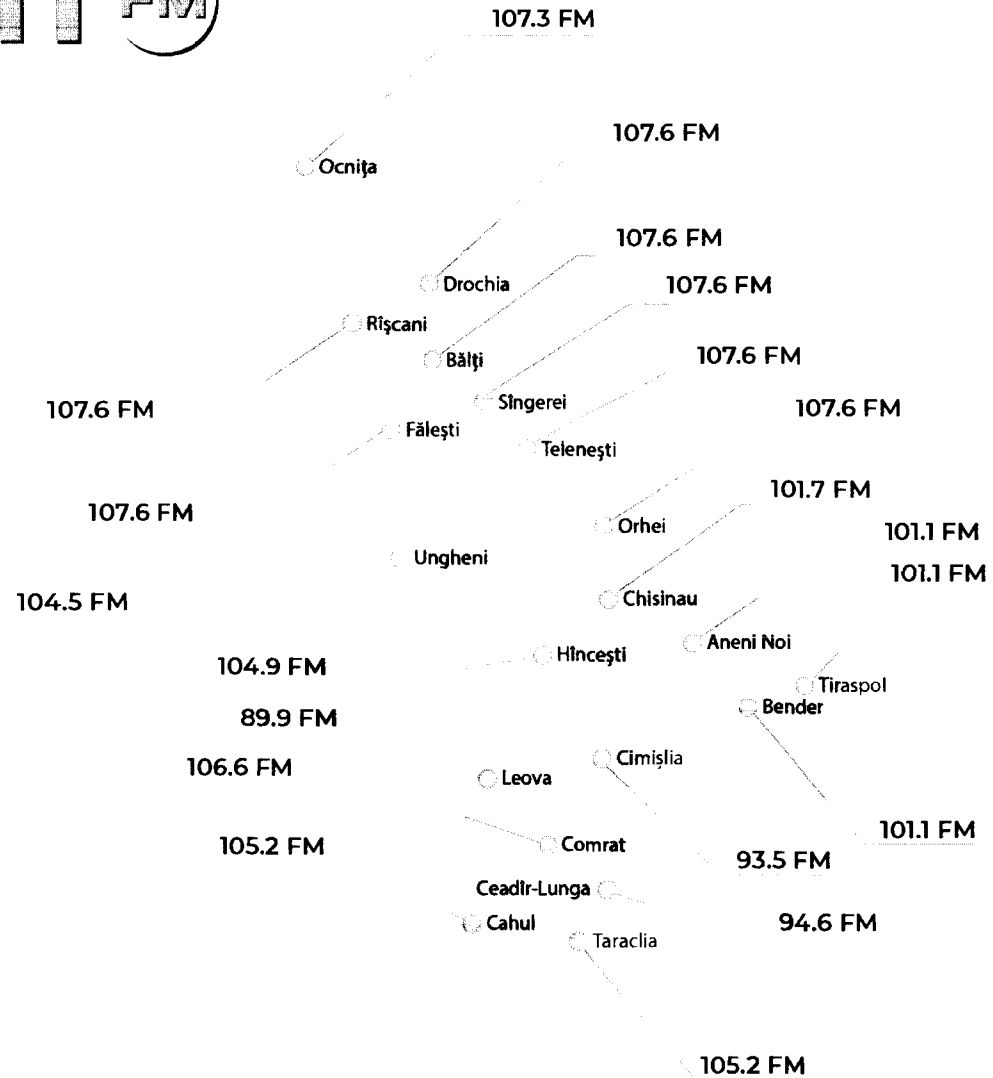 FM
107.3 FM
107.6 FM
Ocnița
107.6 FM
Drochia
107.6 FM
Rîșcani
Bălți
107.6 FM
Sîngerei
107.6 FM
107.6 FM
Fălești
Telenești
101.7 FM
107.6 FM
Orhei
101.1 FM
Ungheni
101.1 FM
Chisinau
104.5 FM
Aneni Noi
Hîncești
104.9 FM
Tiraspol
Bender
89.9 FM
Cimișlia
106.6 FM
Leova
101.1 FM
105.2 FM
Comrat
93.5 FM
Ceadîr-Lunga
94.6 FM
Cahul
Taraclia
105.2 FM